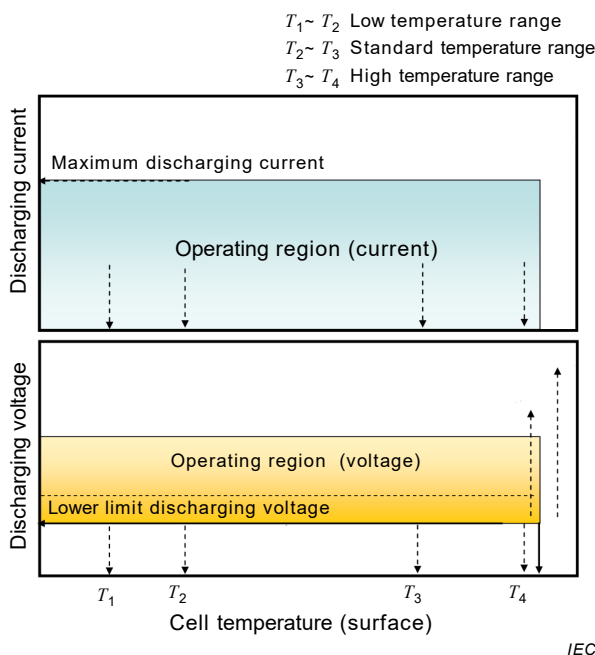 T1~ T2 Low temperature range
T2~ T3 Standard temperature range
T3~ T4 High temperature range
Discharging current
Maximum discharging current
Operating region (current)
Discharging voltage
Operating region (voltage)
Lower limit discharging voltage
T1 T2 T3 T4
Cell temperature (surface)
IEC